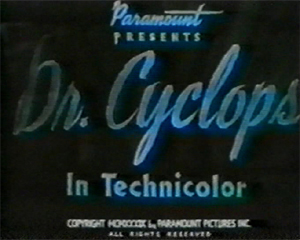 Paramount
PRESENTS
Dr. Cyclops
In Technicolor
COPYRIGHT MCMXXXIX by PARAMOUNT PICTURES INC.
ALL RIGHTS RESERVED